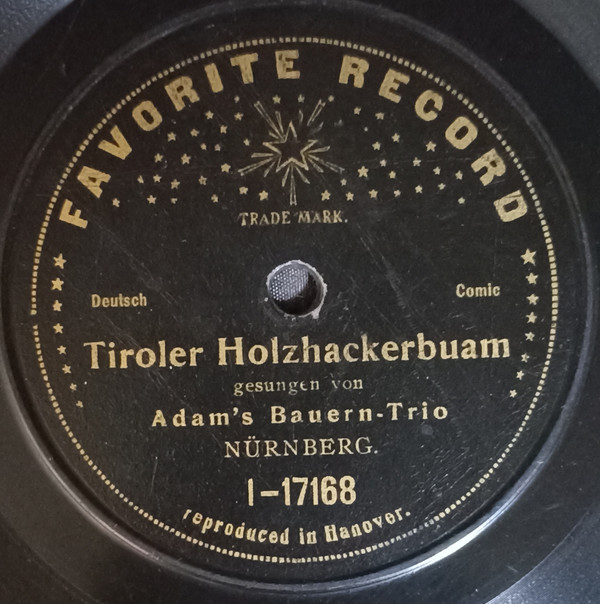 FAVORITE RECORD
TRADE MARK.
Deutsch
Comic
Tiroler Holzhackerbuam
gesungen von
Adam's Bauern-Trio
NÜRNBERG.
1-17168
reproduced in Hanover.